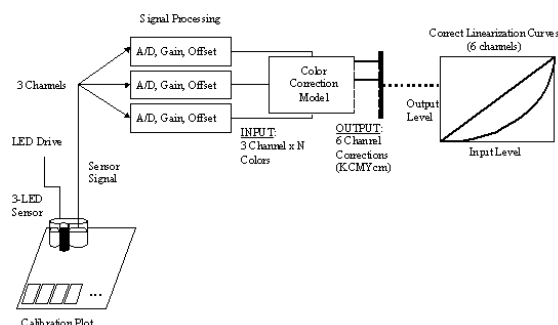 Signal Processing
A/D, Gain, Offset
A/D, Gain, Offset
A/D, Gain, Offset
3 Channels
Color
Correction
Model
INPUT:
3 Channel x N
Colors
OUTPUT:
6 Channel
Corrections
(KCMYcm)
Correct Linearization Curves
(6 channels)
Output
Level
Input Level
LED Drive
Sensor
Signal
3-LED
Sensor
...
Calibration Plot